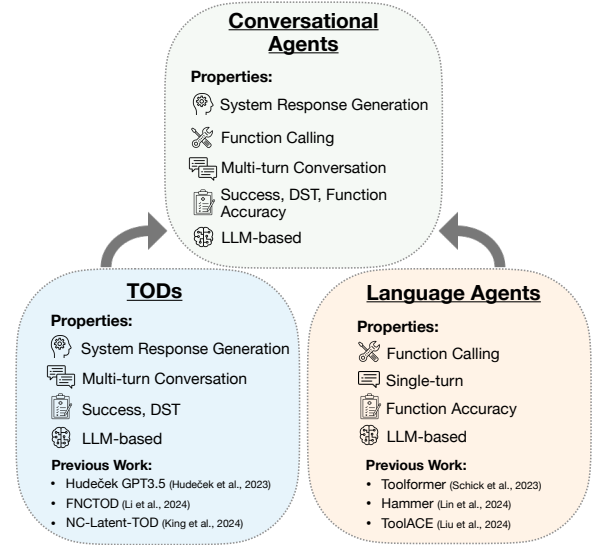 Conversational
Agents
Properties:
System Response Generation
Function Calling
Multi-turn Conversation
Success, DST, Function
Accuracy
LLM-based
TODs
Properties:
System Response Generation
Multi-turn Conversation
Success, DST
LLM-based
Previous Work:
• Hudeček GPT3.5 (Hudeček et al., 2023)
• FNCTOD (Li et al., 2024)
• NC-Latent-TOD (King et al., 2024)
Language Agents
Properties:
Function Calling
Single-turn
Function Accuracy
LLM-based
Previous Work:
• Toolformer (Schick et al., 2023)
• Hammer (Lin et al., 2024)
• ToolACE (Liu et al., 2024)